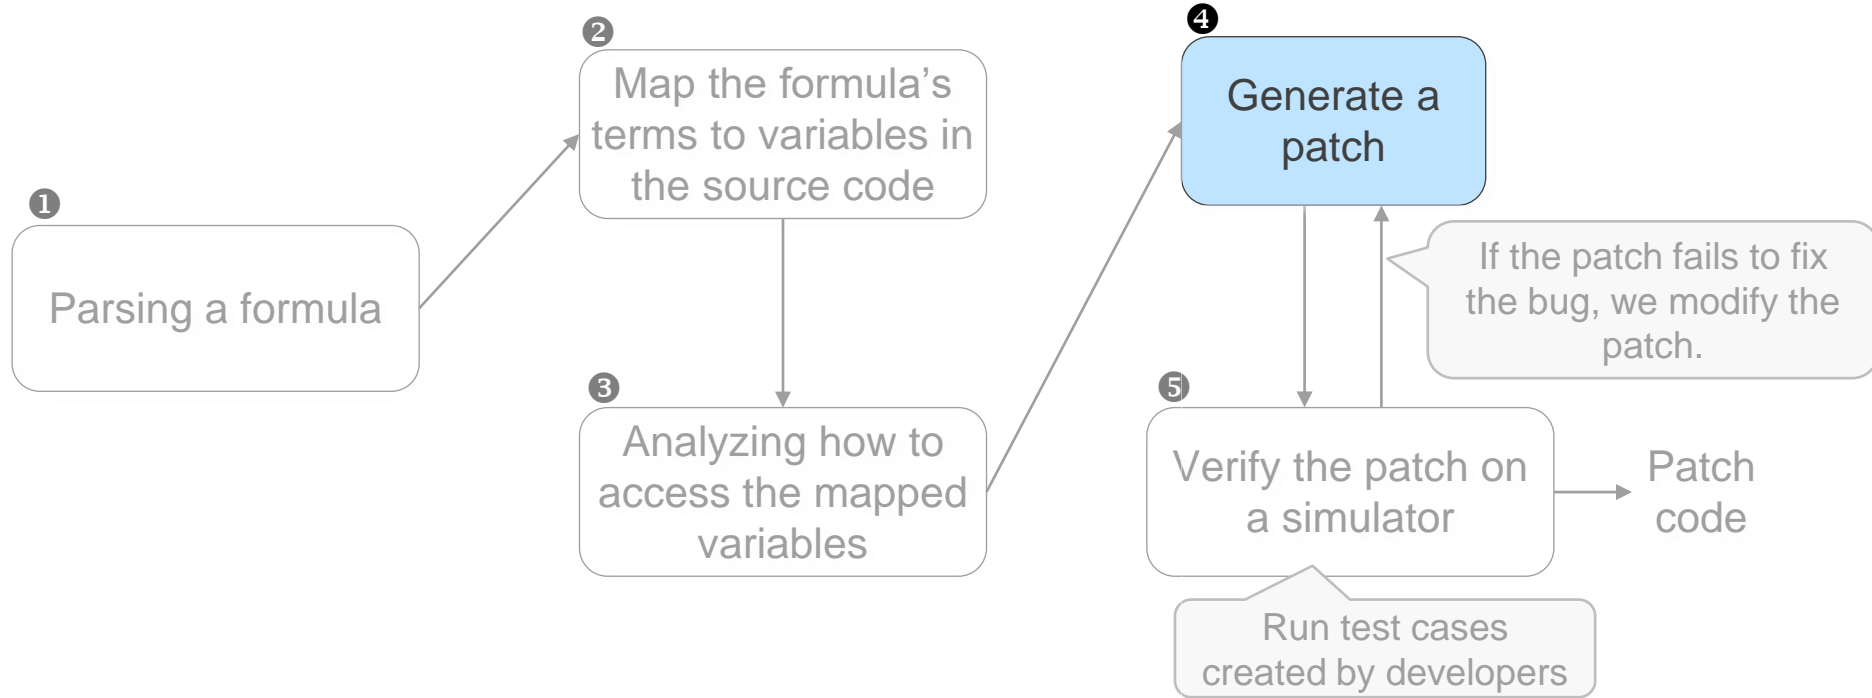 ❶
Parsing a formula
❷
Map the formula’s
terms to variables in
the source code
❸
Analyzing how to
access the mapped
variables
❹
Generate a
patch
If the patch fails to fix
the bug, we modify the
patch.
❺
Verify the patch on
a simulator
Run test cases
created by developers
Patch
code